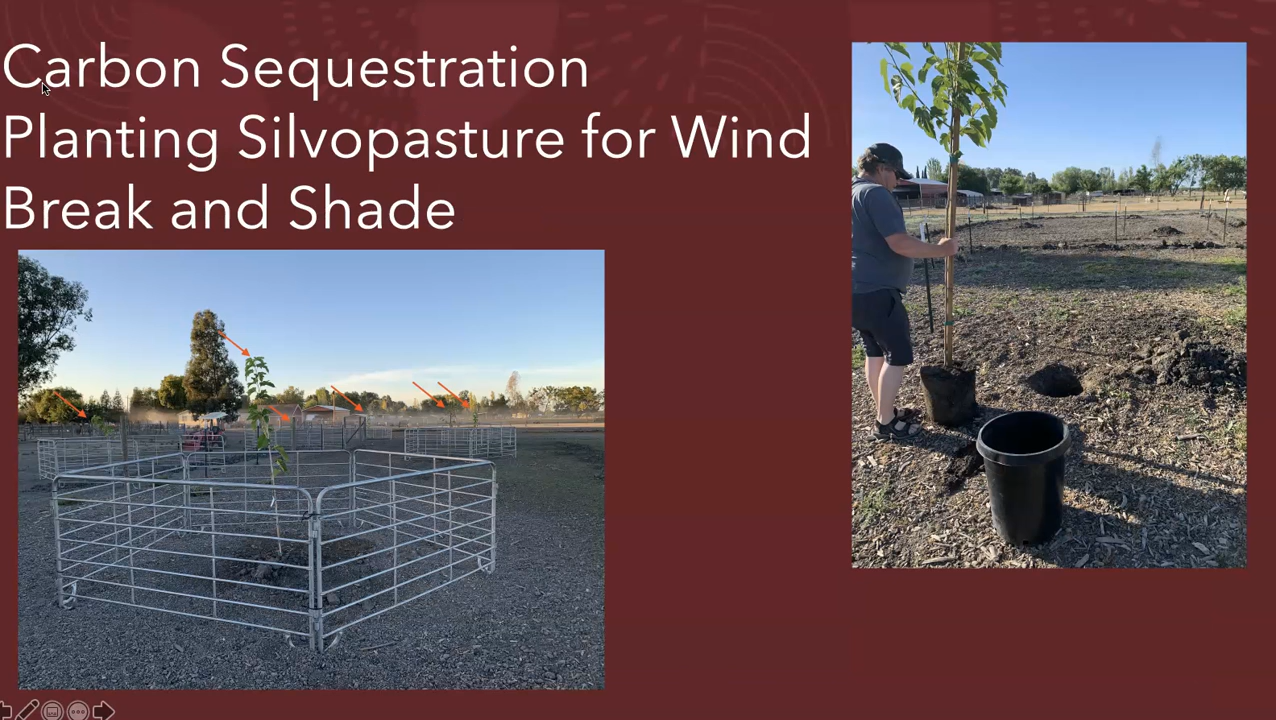 Carbon Sequestration
Planting Silvopasture for Wind
Break and Shade